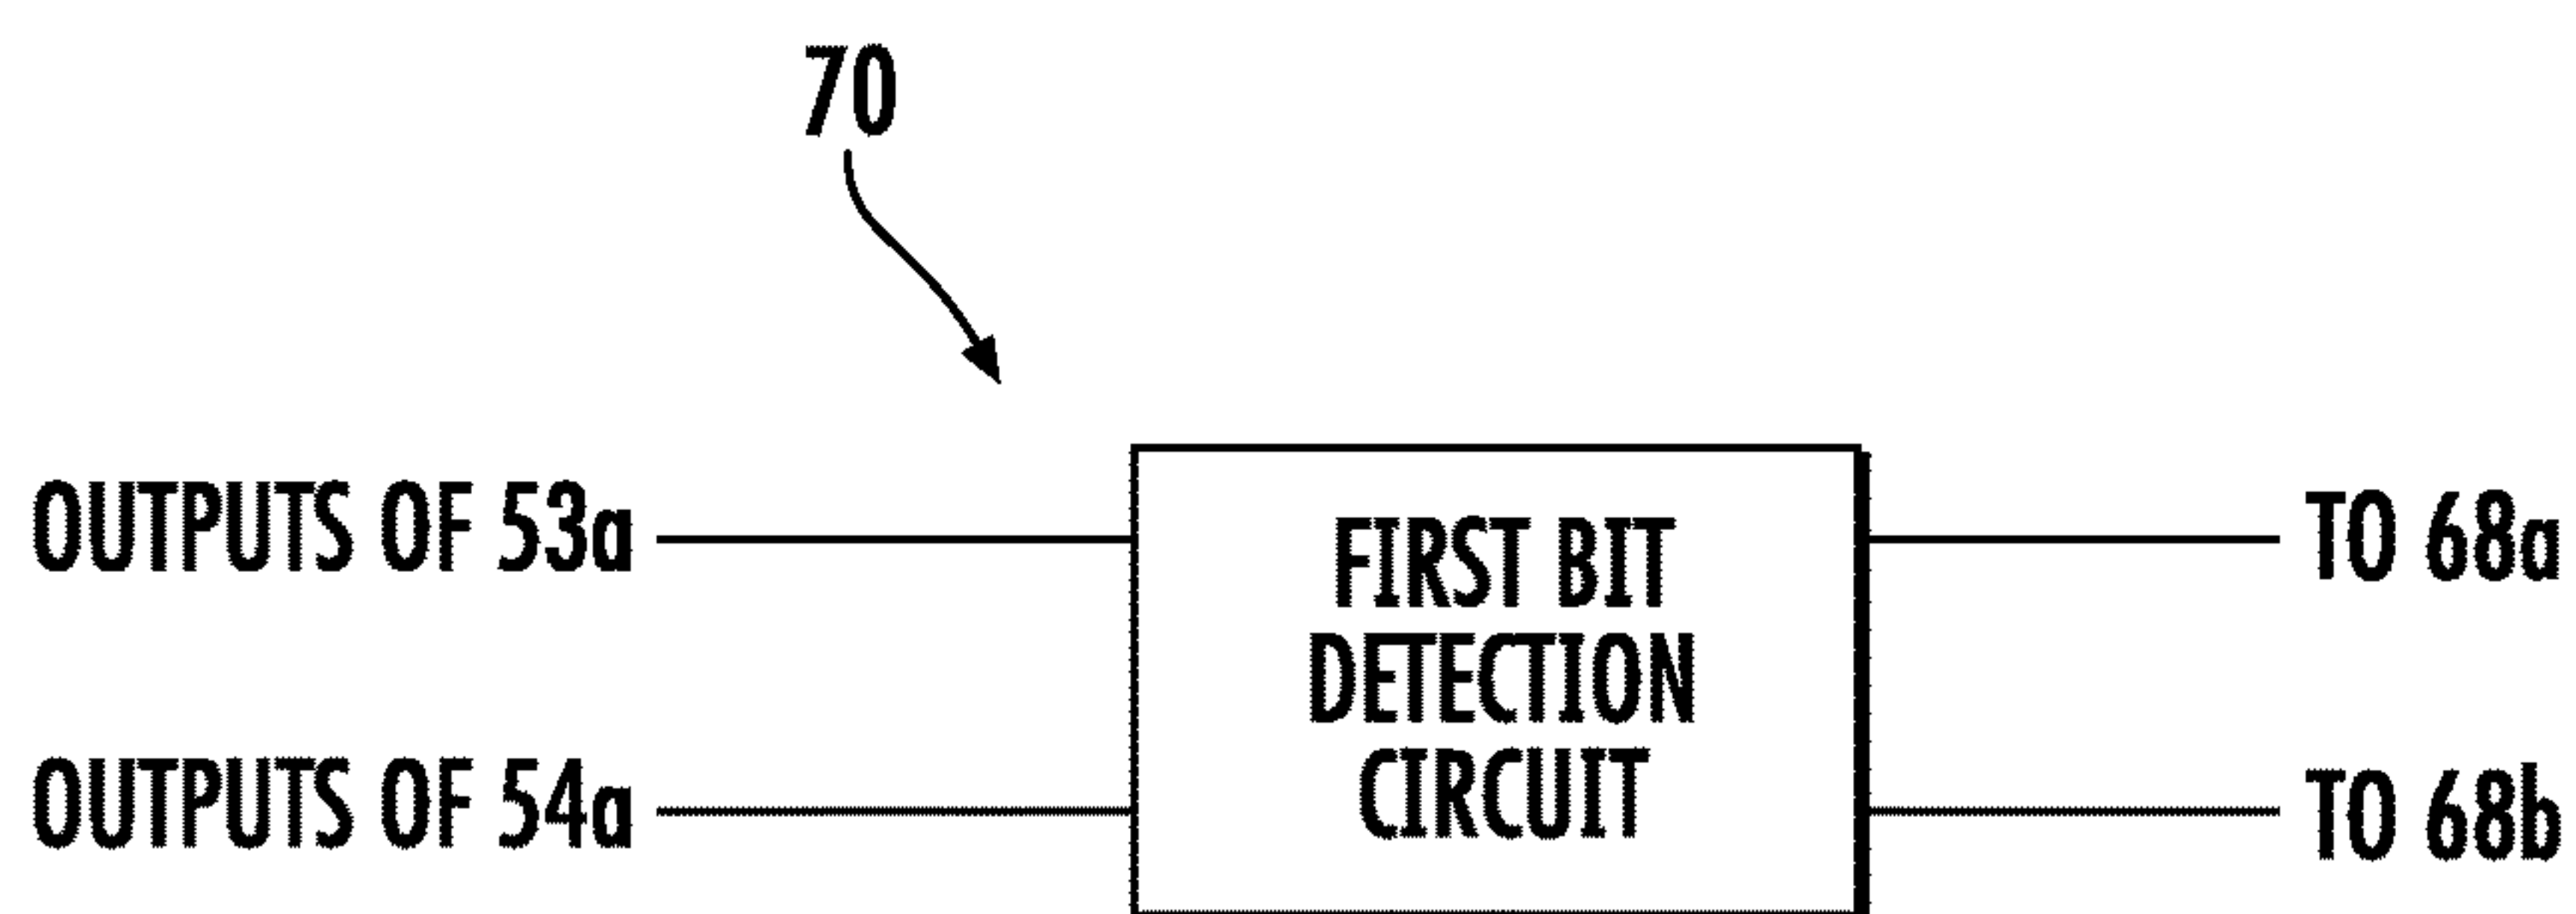 70
OUTPUTS OF 53a
OUTPUTS OF 54a
FIRST BIT
DETECTION
CIRCUIT
TO 68a
TO 68b